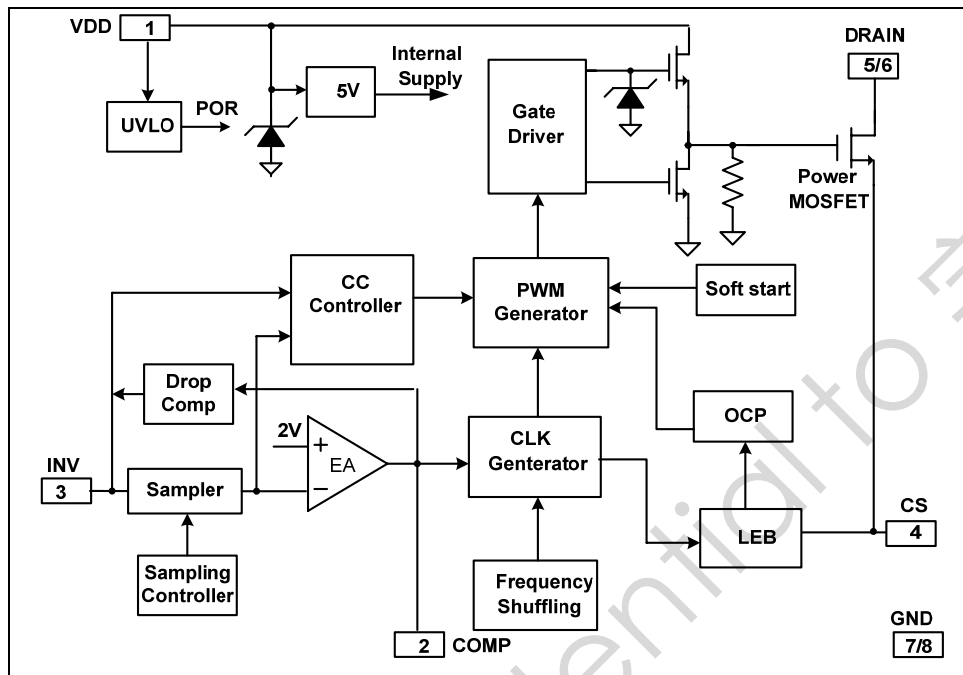 VDD
1
DRAIN
5/6
Internal
Supply
5V
POR
UVLO
Gate
Driver
Power
MOSFET
CC
Controller
PWM
Generator
Soft start
Drop
Comp
OCP
2V
+
EA
−
CLK
Genterator
INV
3
Sampler
CS
4
LEB
Sampling
Controller
Frequency
Shuffling
GND
7/8
2
COMP
dential to